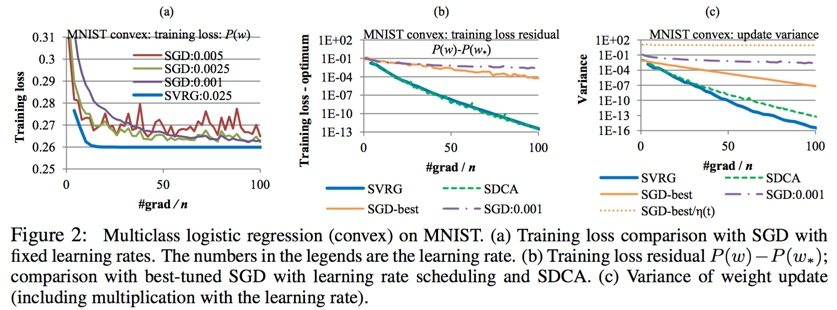 (a)
MNIST convex: training loss: P(w)
0.31
0.3
0.29
0.28
0.27
0.26
0.25
Training loss
SGD:0.005
SGD:0.0025
SGD:0.001
SVRG:0.025
0
50
100
#grad / n
(b)
MNIST convex: training loss residual
P(w)-P(w*)
1E+02
1E-01
1E-04
1E-07
1E-10
1E-13
Training loss - optimum
0
50
100
#grad / n
SVRG
SDCA
SGD-best
SGD:0.001
(c)
MNIST convex: update variance
1E+02
1E-01
1E-04
1E-07
1E-10
1E-13
1E-16
Variance
0
50
100
#grad / n
SVRG
SDCA
SGD-best
SGD:0.001
SGD-best/η(t)
Figure 2: Multiclass logistic regression (convex) on MNIST. (a) Training loss comparison with SGD with
fixed learning rates. The numbers in the legends are the learning rate. (b) Training loss residual P(w)−P(w*);
comparison with best-tuned SGD with learning rate scheduling and SDCA. (c) Variance of weight update
(including multiplication with the learning rate).